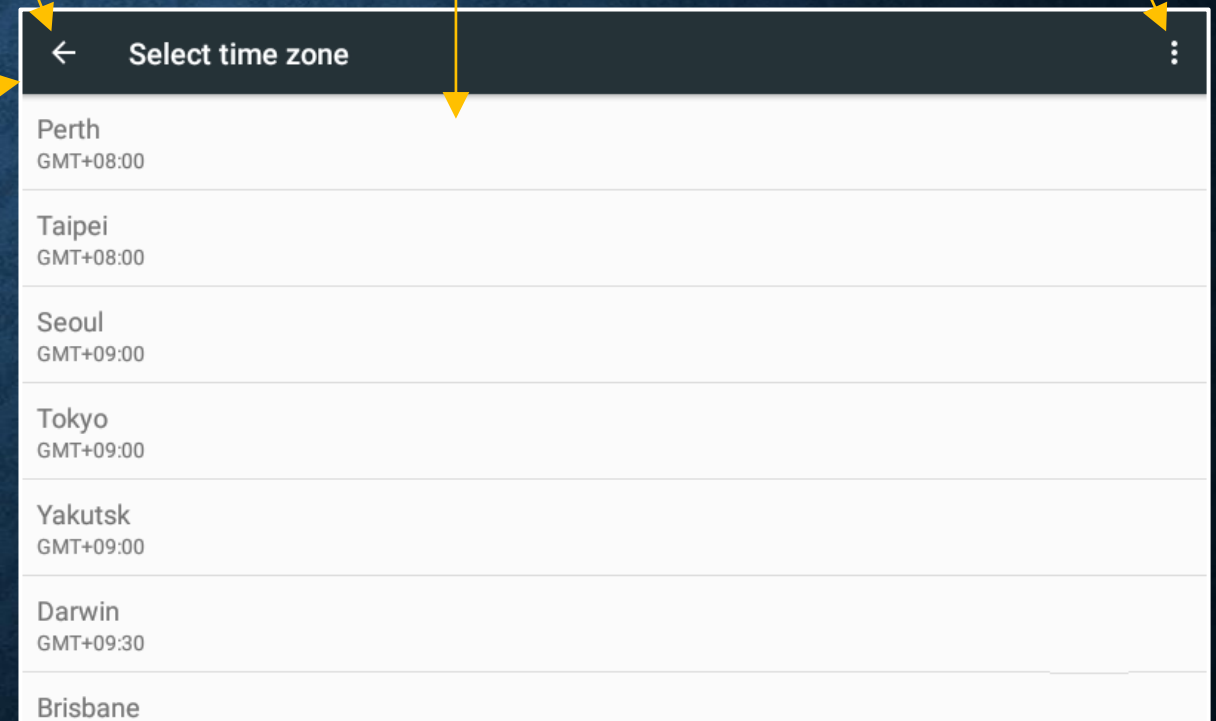 Select time zone
Perth
GMT+08:00
Taipei
GMT+08:00
Seoul
GMT+09:00
Tokyo
GMT+09:00
Yakutsk
GMT+09:00
Darwin
GMT+09:30
Brisbane